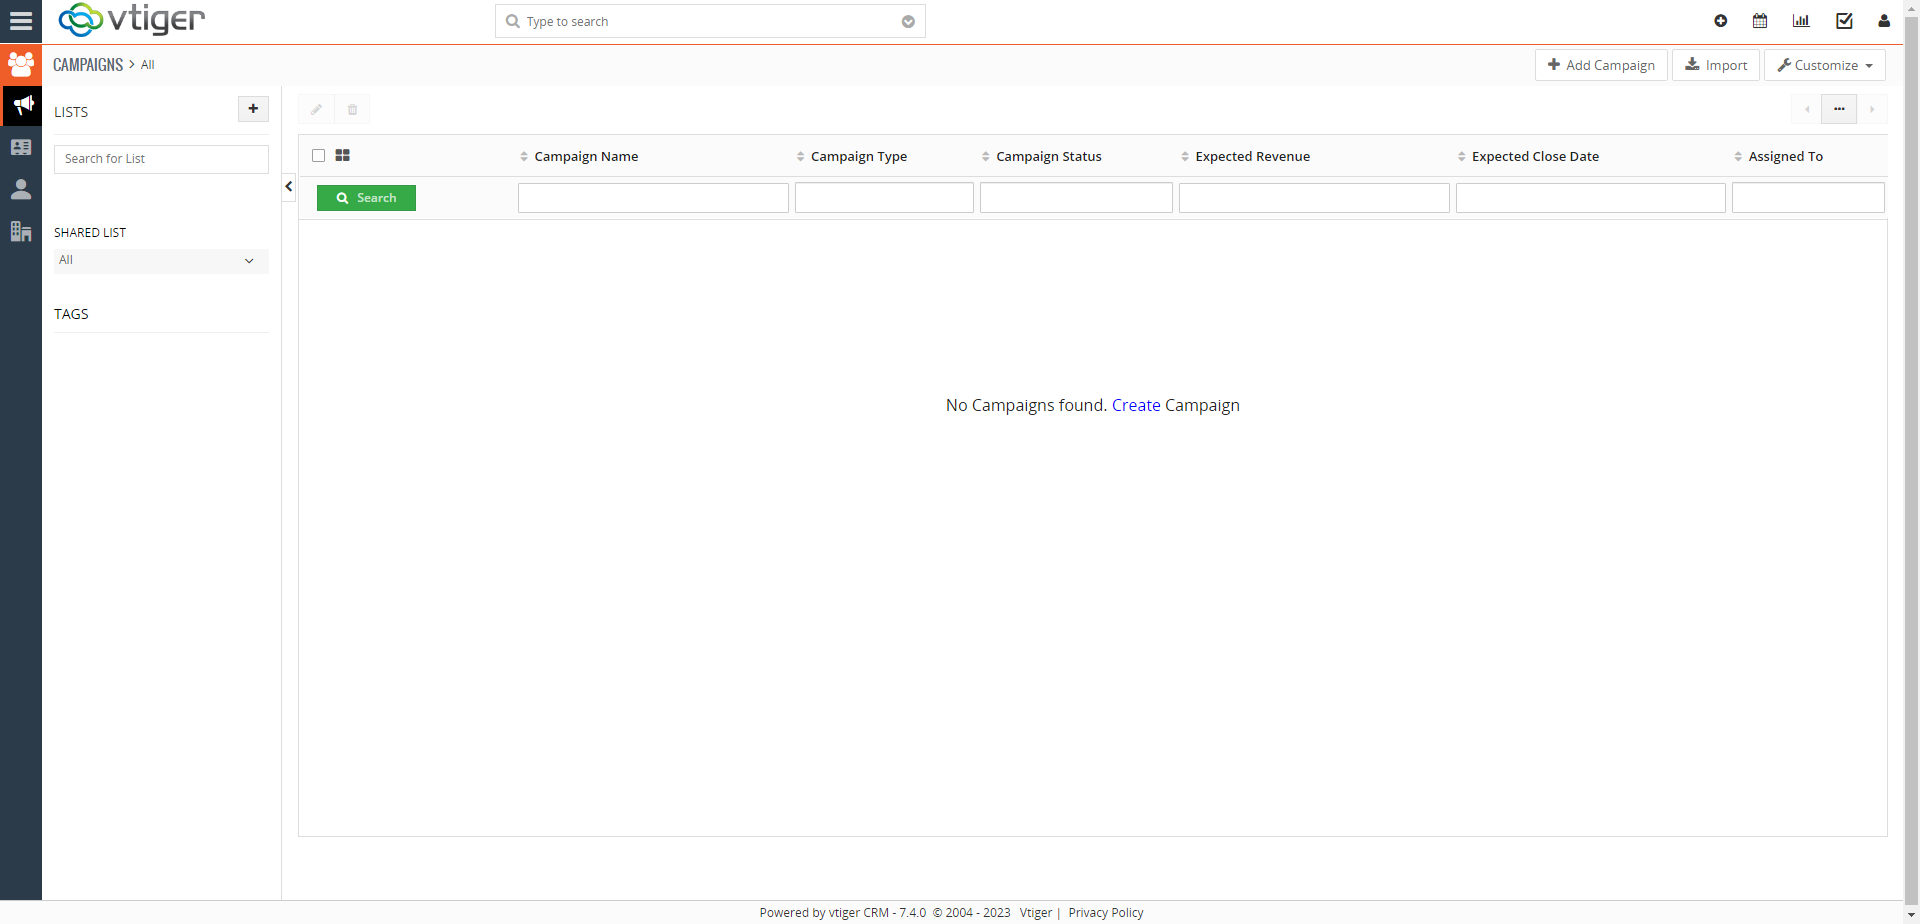 vtiger
Type to search
CAMPAIGNS > All
Add Campaign
Import
Customize
LISTS
Search for List
SHARED LIST
All
TAGS
Campaign Name
Campaign Type
Campaign Status
Expected Revenue
Expected Close Date
Assigned To
Search
No Campaigns found. Create Campaign
Powered by vtiger CRM - 7.4.0 © 2004 - 2023 Vtiger | Privacy Policy